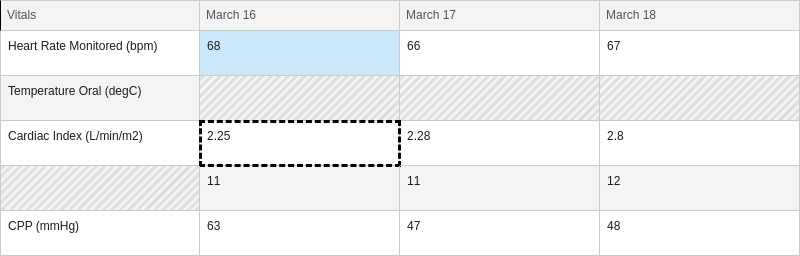 Vitals March 16 March 17 March 18
Heart Rate Monitored (bpm) 68 66 67
Temperature Oral (degC)
Cardiac Index (L/min/m2) 2.25 2.28 2.8
11 11 12
CPP (mmHg) 63 47 48